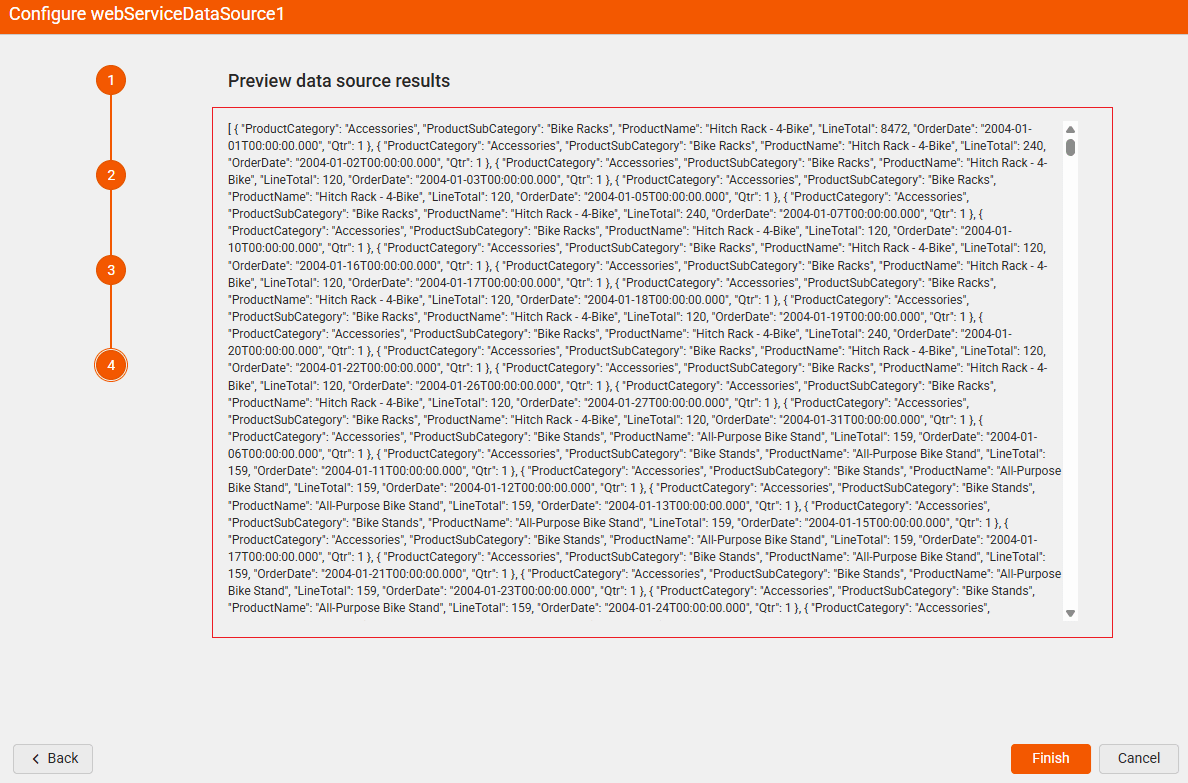 Configure webServiceDataSource1
1
2
3
4
Preview data source results
[ { "ProductCategory": "Accessories", "ProductSubCategory": "Bike Racks", "ProductName": "Hitch Rack - 4-Bike", "LineTotal": 8472, "OrderDate": "2004-01-
01T00:00:00.000", "Qtr": 1 }, { "ProductCategory": "Accessories", "ProductSubCategory": "Bike Racks", "ProductName": "Hitch Rack - 4-Bike", "LineTotal": 240,
"OrderDate": "2004-01-02T00:00:00.000", "Qtr": 1 }, { "ProductCategory": "Accessories", "ProductSubCategory": "Bike Racks", "ProductName": "Hitch Rack - 4-
Bike", "LineTotal": 120, "OrderDate": "2004-01-03T00:00:00.000", "Qtr": 1 }, { "ProductCategory": "Accessories", "ProductSubCategory": "Bike Racks",
"ProductName": "Hitch Rack - 4-Bike", "LineTotal": 120, "OrderDate": "2004-01-05T00:00:00.000", "Qtr": 1 }, { "ProductCategory": "Accessories",
"ProductSubCategory": "Bike Racks", "ProductName": "Hitch Rack - 4-Bike", "LineTotal": 240, "OrderDate": "2004-01-07T00:00:00.000", "Qtr": 1 }, {
"ProductCategory": "Accessories", "ProductSubCategory": "Bike Racks", "ProductName": "Hitch Rack - 4-Bike", "LineTotal": 120, "OrderDate": "2004-01-
10T00:00:00.000", "Qtr": 1 }, { "ProductCategory": "Accessories", "ProductSubCategory": "Bike Racks", "ProductName": "Hitch Rack - 4-Bike", "LineTotal": 120,
"OrderDate": "2004-01-16T00:00:00.000", "Qtr": 1 }, { "ProductCategory": "Accessories", "ProductSubCategory": "Bike Racks", "ProductName": "Hitch Rack - 4-
Bike", "LineTotal": 120, "OrderDate": "2004-01-17T00:00:00.000", "Qtr": 1 }, { "ProductCategory": "Accessories", "ProductSubCategory": "Bike Racks",
"ProductName": "Hitch Rack - 4-Bike", "LineTotal": 120, "OrderDate": "2004-01-18T00:00:00.000", "Qtr": 1 }, { "ProductCategory": "Accessories",
"ProductSubCategory": "Bike Racks", "ProductName": "Hitch Rack - 4-Bike", "LineTotal": 120, "OrderDate": "2004-01-19T00:00:00.000", "Qtr": 1 }, {
"ProductCategory": "Accessories", "ProductSubCategory": "Bike Racks", "ProductName": "Hitch Rack - 4-Bike", "LineTotal": 240, "OrderDate": "2004-01-
20T00:00:00.000", "Qtr": 1 }, { "ProductCategory": "Accessories", "ProductSubCategory": "Bike Racks", "ProductName": "Hitch Rack - 4-Bike", "LineTotal": 120,
"OrderDate": "2004-01-22T00:00:00.000", "Qtr": 1 }, { "ProductCategory": "Accessories", "ProductSubCategory": "Bike Racks", "ProductName": "Hitch Rack - 4-
Bike", "LineTotal": 120, "OrderDate": "2004-01-26T00:00:00.000", "Qtr": 1 }, { "ProductCategory": "Accessories", "ProductSubCategory": "Bike Racks",
"ProductName": "Hitch Rack - 4-Bike", "LineTotal": 120, "OrderDate": "2004-01-27T00:00:00.000", "Qtr": 1 }, { "ProductCategory": "Accessories",
"ProductSubCategory": "Bike Racks", "ProductName": "Hitch Rack - 4-Bike", "LineTotal": 120, "OrderDate": "2004-01-31T00:00:00.000", "Qtr": 1 }, {
"ProductCategory": "Accessories", "ProductSubCategory": "Bike Stands", "ProductName": "All-Purpose Bike Stand", "LineTotal": 159, "OrderDate": "2004-01-
06T00:00:00.000", "Qtr": 1 }, { "ProductCategory": "Accessories", "ProductSubCategory": "Bike Stands", "ProductName": "All-Purpose Bike Stand", "LineTotal":
159, "OrderDate": "2004-01-11T00:00:00.000", "Qtr": 1 }, { "ProductCategory": "Accessories", "ProductSubCategory": "Bike Stands", "ProductName": "All-Purpose
Bike Stand", "LineTotal": 159, "OrderDate": "2004-01-12T00:00:00.000", "Qtr": 1 }, { "ProductCategory": "Accessories", "ProductSubCategory": "Bike Stands",
"ProductName": "All-Purpose Bike Stand", "LineTotal": 159, "OrderDate": "2004-01-13T00:00:00.000", "Qtr": 1 }, { "ProductCategory": "Accessories",
"ProductSubCategory": "Bike Stands", "ProductName": "All-Purpose Bike Stand", "LineTotal": 159, "OrderDate": "2004-01-15T00:00:00.000", "Qtr": 1 }, {
"ProductCategory": "Accessories", "ProductSubCategory": "Bike Stands", "ProductName": "All-Purpose Bike Stand", "LineTotal": 159, "OrderDate": "2004-01-
17T00:00:00.000", "Qtr": 1 }, { "ProductCategory": "Accessories", "ProductSubCategory": "Bike Stands", "ProductName": "All-Purpose Bike Stand", "LineTotal":
159, "OrderDate": "2004-01-21T00:00:00.000", "Qtr": 1 }, { "ProductCategory": "Accessories", "ProductSubCategory": "Bike Stands", "ProductName": "All-Purpose
Bike Stand", "LineTotal": 159, "OrderDate": "2004-01-23T00:00:00.000", "Qtr": 1 }, { "ProductCategory": "Accessories", "ProductSubCategory": "Bike Stands",
"ProductName": "All-Purpose Bike Stand", "LineTotal": 159, "OrderDate": "2004-01-24T00:00:00.000", "Qtr": 1 }, { "ProductCategory": "Accessories",
Back
Finish
Cancel